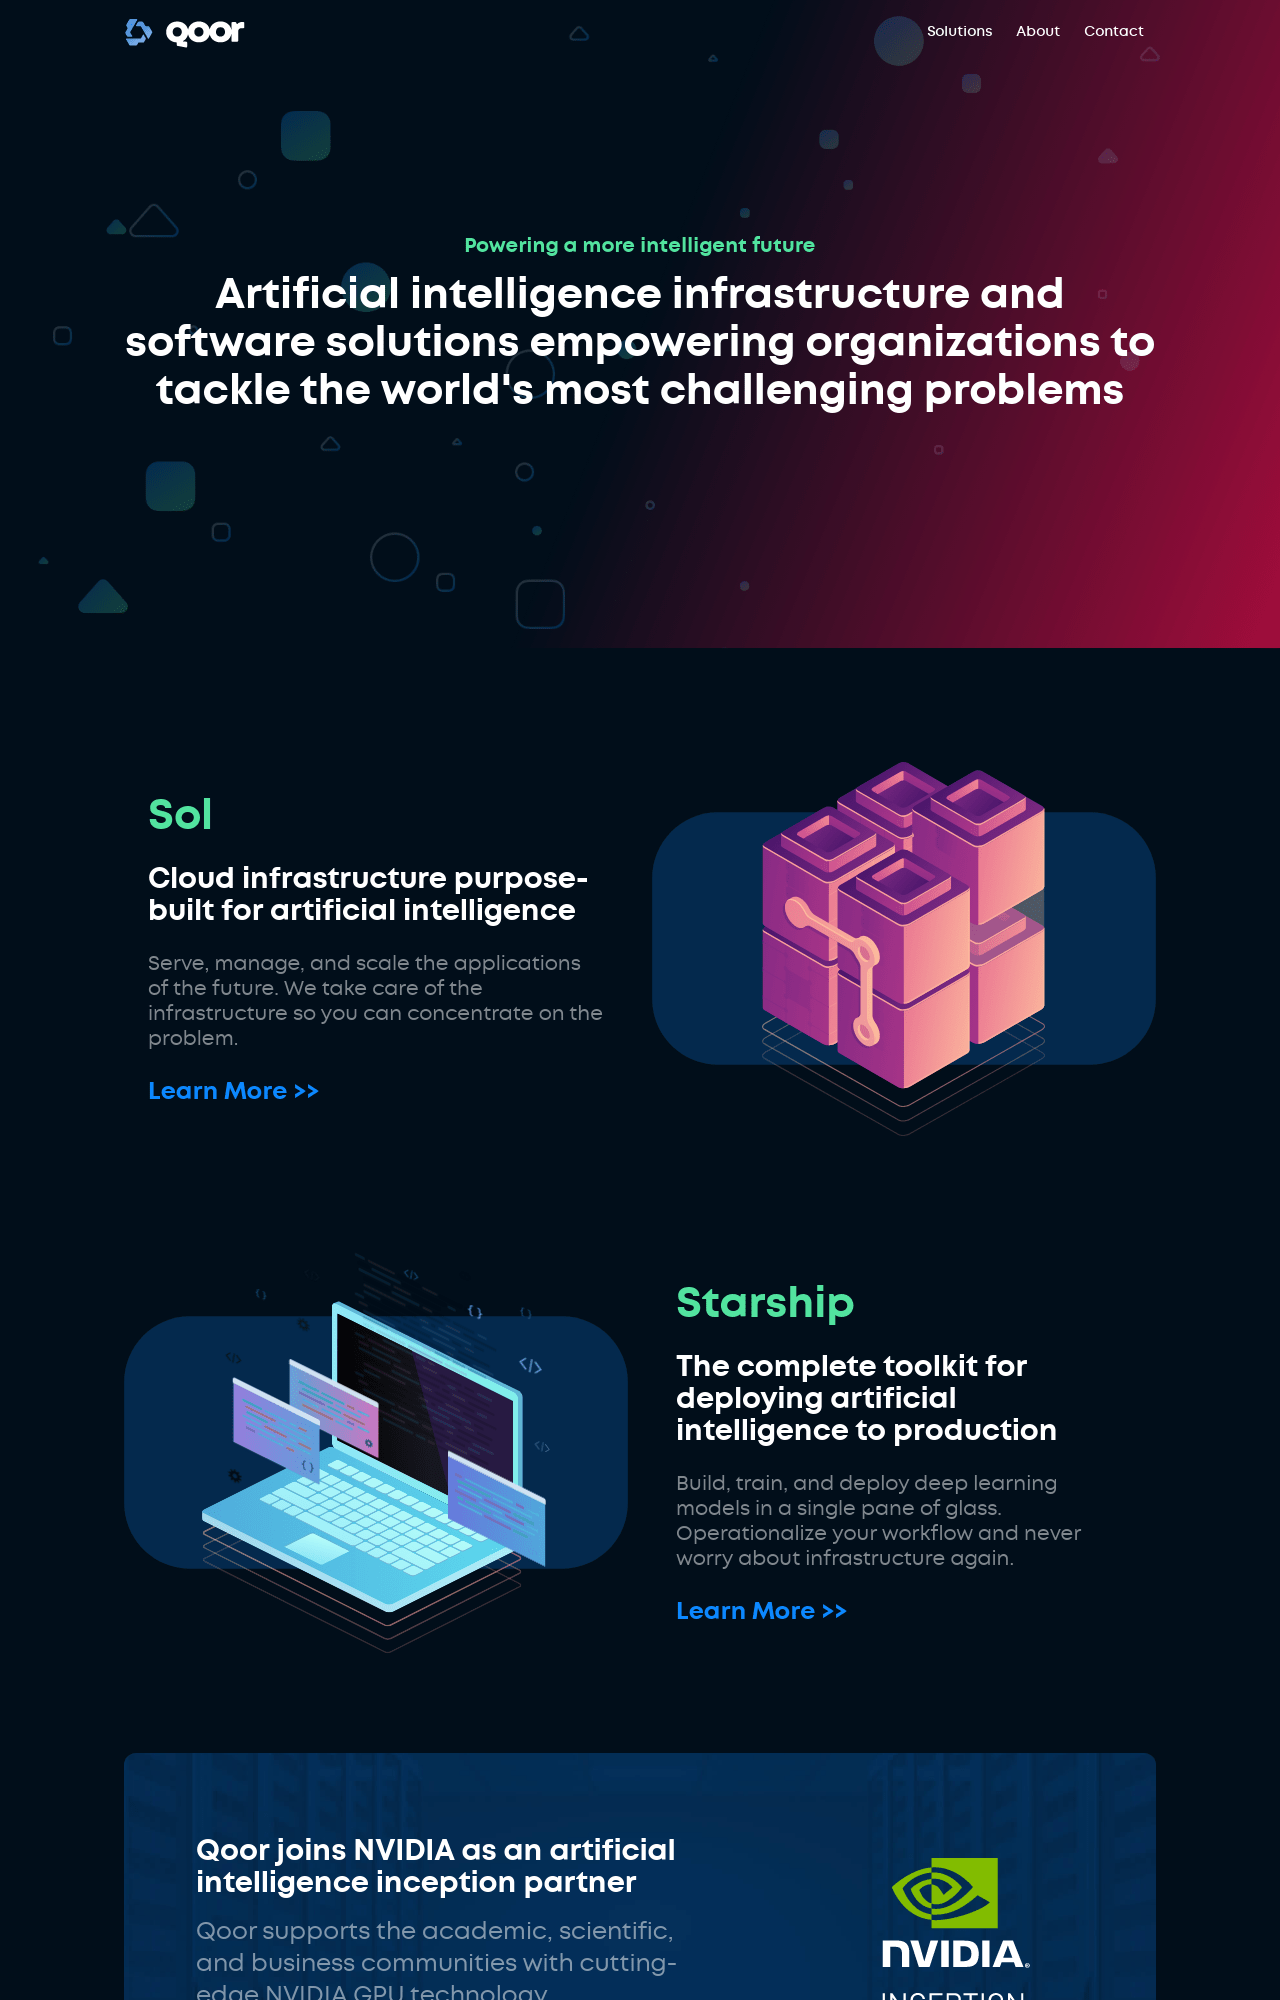 qoor
Solutions About Contact
Powering a more intelligent future
Artificial intelligence infrastructure and
software solutions empowering organizations to
tackle the world's most challenging problems
Sol
Cloud infrastructure purpose-
built for artificial intelligence
Serve, manage, and scale the applications
of the future. We take care of the
infrastructure so you can concentrate on the
problem.
Learn More >>
Starship
The complete toolkit for
deploying artificial
intelligence to production
Build, train, and deploy deep learning
models in a single pane of glass.
Operationalize your workflow and never
worry about infrastructure again.
Learn More >>
Qoor joins NVIDIA as an artificial
intelligence inception partner
Qoor supports the academic, scientific,
and business communities with cutting-
edge NVIDIA GPU technology
NVIDIA®
INCEPTION